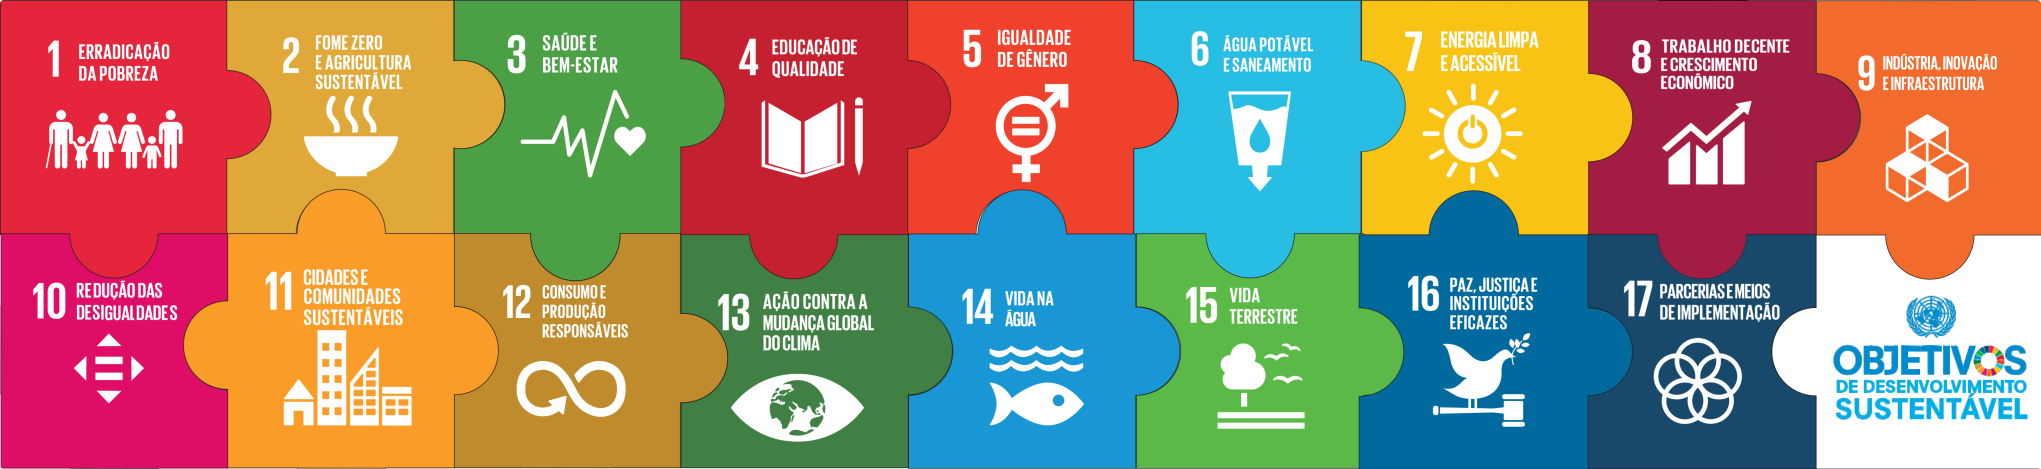 1 ERRADICAÇÃO
DA POBREZA
2 FOME ZERO
E AGRICULTURA
SUSTENTÁVEL
3 SAÚDE E
BEM-ESTAR
4 EDUCAÇÃO DE
QUALIDADE
5 IGUALDADE
DE GÊNERO
6 ÁGUA POTÁVEL
E SANEAMENTO
7 ENERGIA LIMPA
E ACESSÍVEL
8 TRABALHO DECENTE
E CRESCIMENTO
ECONÔMICO
9 INDÚSTRIA, INOVAÇÃO
E INFRAESTRUTURA
10 REDUÇÃO DAS
DESIGUALDADES
11 CIDADES E
COMUNIDADES
SUSTENTÁVEIS
12 CONSUMO E
PRODUÇÃO
RESPONSÁVEIS
13 AÇÃO CONTRA A
MUDANÇA GLOBAL
DO CLIMA
14 VIDA NA
ÁGUA
15 VIDA
TERRESTRE
16 PAZ, JUSTIÇA E
INSTITUIÇÕES
EFICAZES
17 PARCERIAS E MEIOS
DE IMPLEMENTAÇÃO
OBJETIVOS
DE DESENVOLVIMENTO
SUSTENTÁVEL